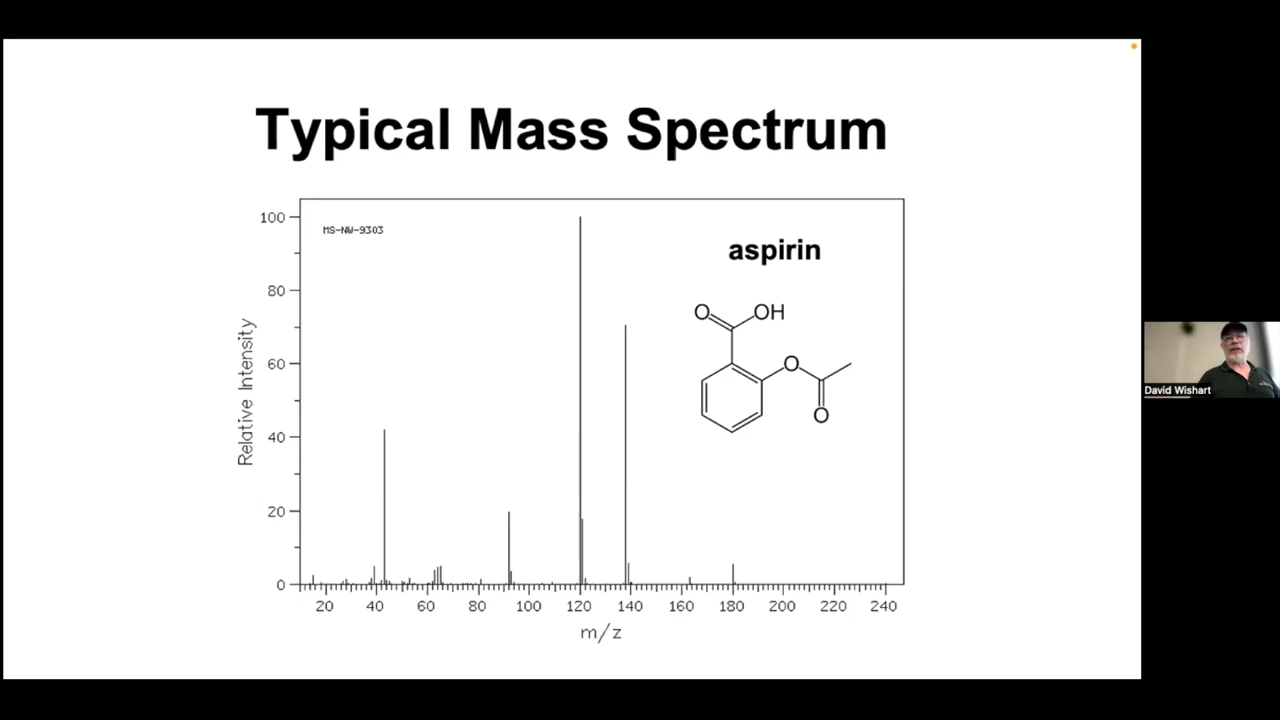 Typical Mass Spectrum
MS-NW-9303
aspirin
O
OH
O
O
Relative Intensity
100
80
60
40
20
0
20 40 60 80 100 120 140 160 180 200 220 240
m/z
David Wishart